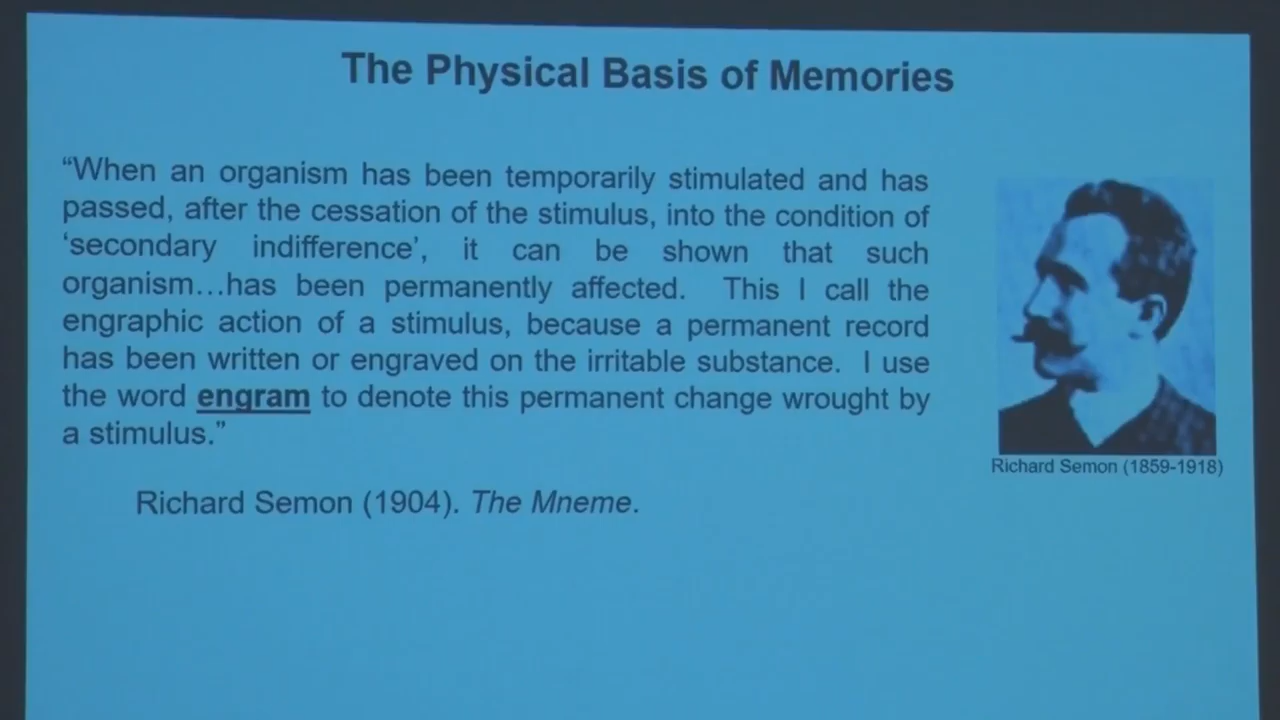 The Physical Basis of Memories
“When an organism has been temporarily stimulated and has
passed, after the cessation of the stimulus, into the condition of
‘secondary indifference’, it can be shown that such
organism…has been permanently affected. This I call the
engraphic action of a stimulus, because a permanent record
has been written or engraved on the irritable substance. I use
the word engram to denote this permanent change wrought by
a stimulus.”
Richard Semon (1859-1918)
Richard Semon (1904). The Mneme.